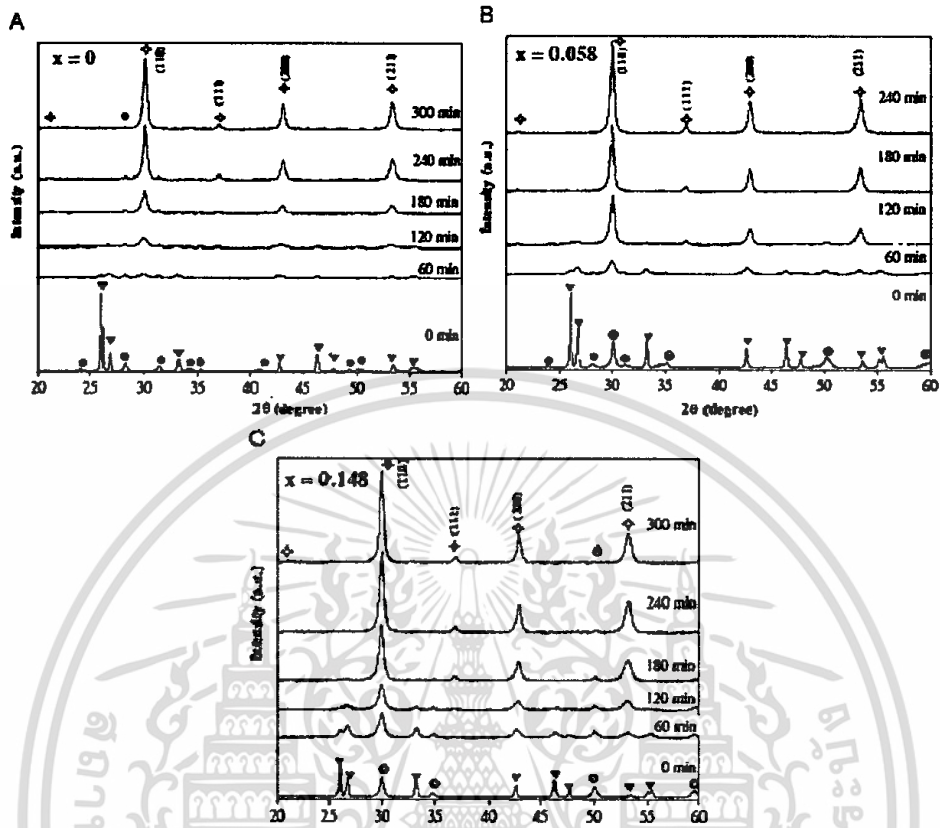 A
x = 0
(110)
(111)
(200)
(211)
300 min
240 min
180 min
120 min
60 min
0 min
Intensity (a.u.)
20 25 30 35 40 45 50 55 60
2θ (degree)
B
x = 0.058
(110)
(111)
(200)
(211)
240 min
180 min
120 min
60 min
0 min
Intensity (a.u.)
20 25 30 35 40 45 50 55 60
2θ (degree)
C
x = 0.148
(110)
(111)
(200)
(211)
300 min
240 min
180 min
120 min
60 min
0 min
Intensity (a.u.)
20 25 30 35 40 45 50 55 60